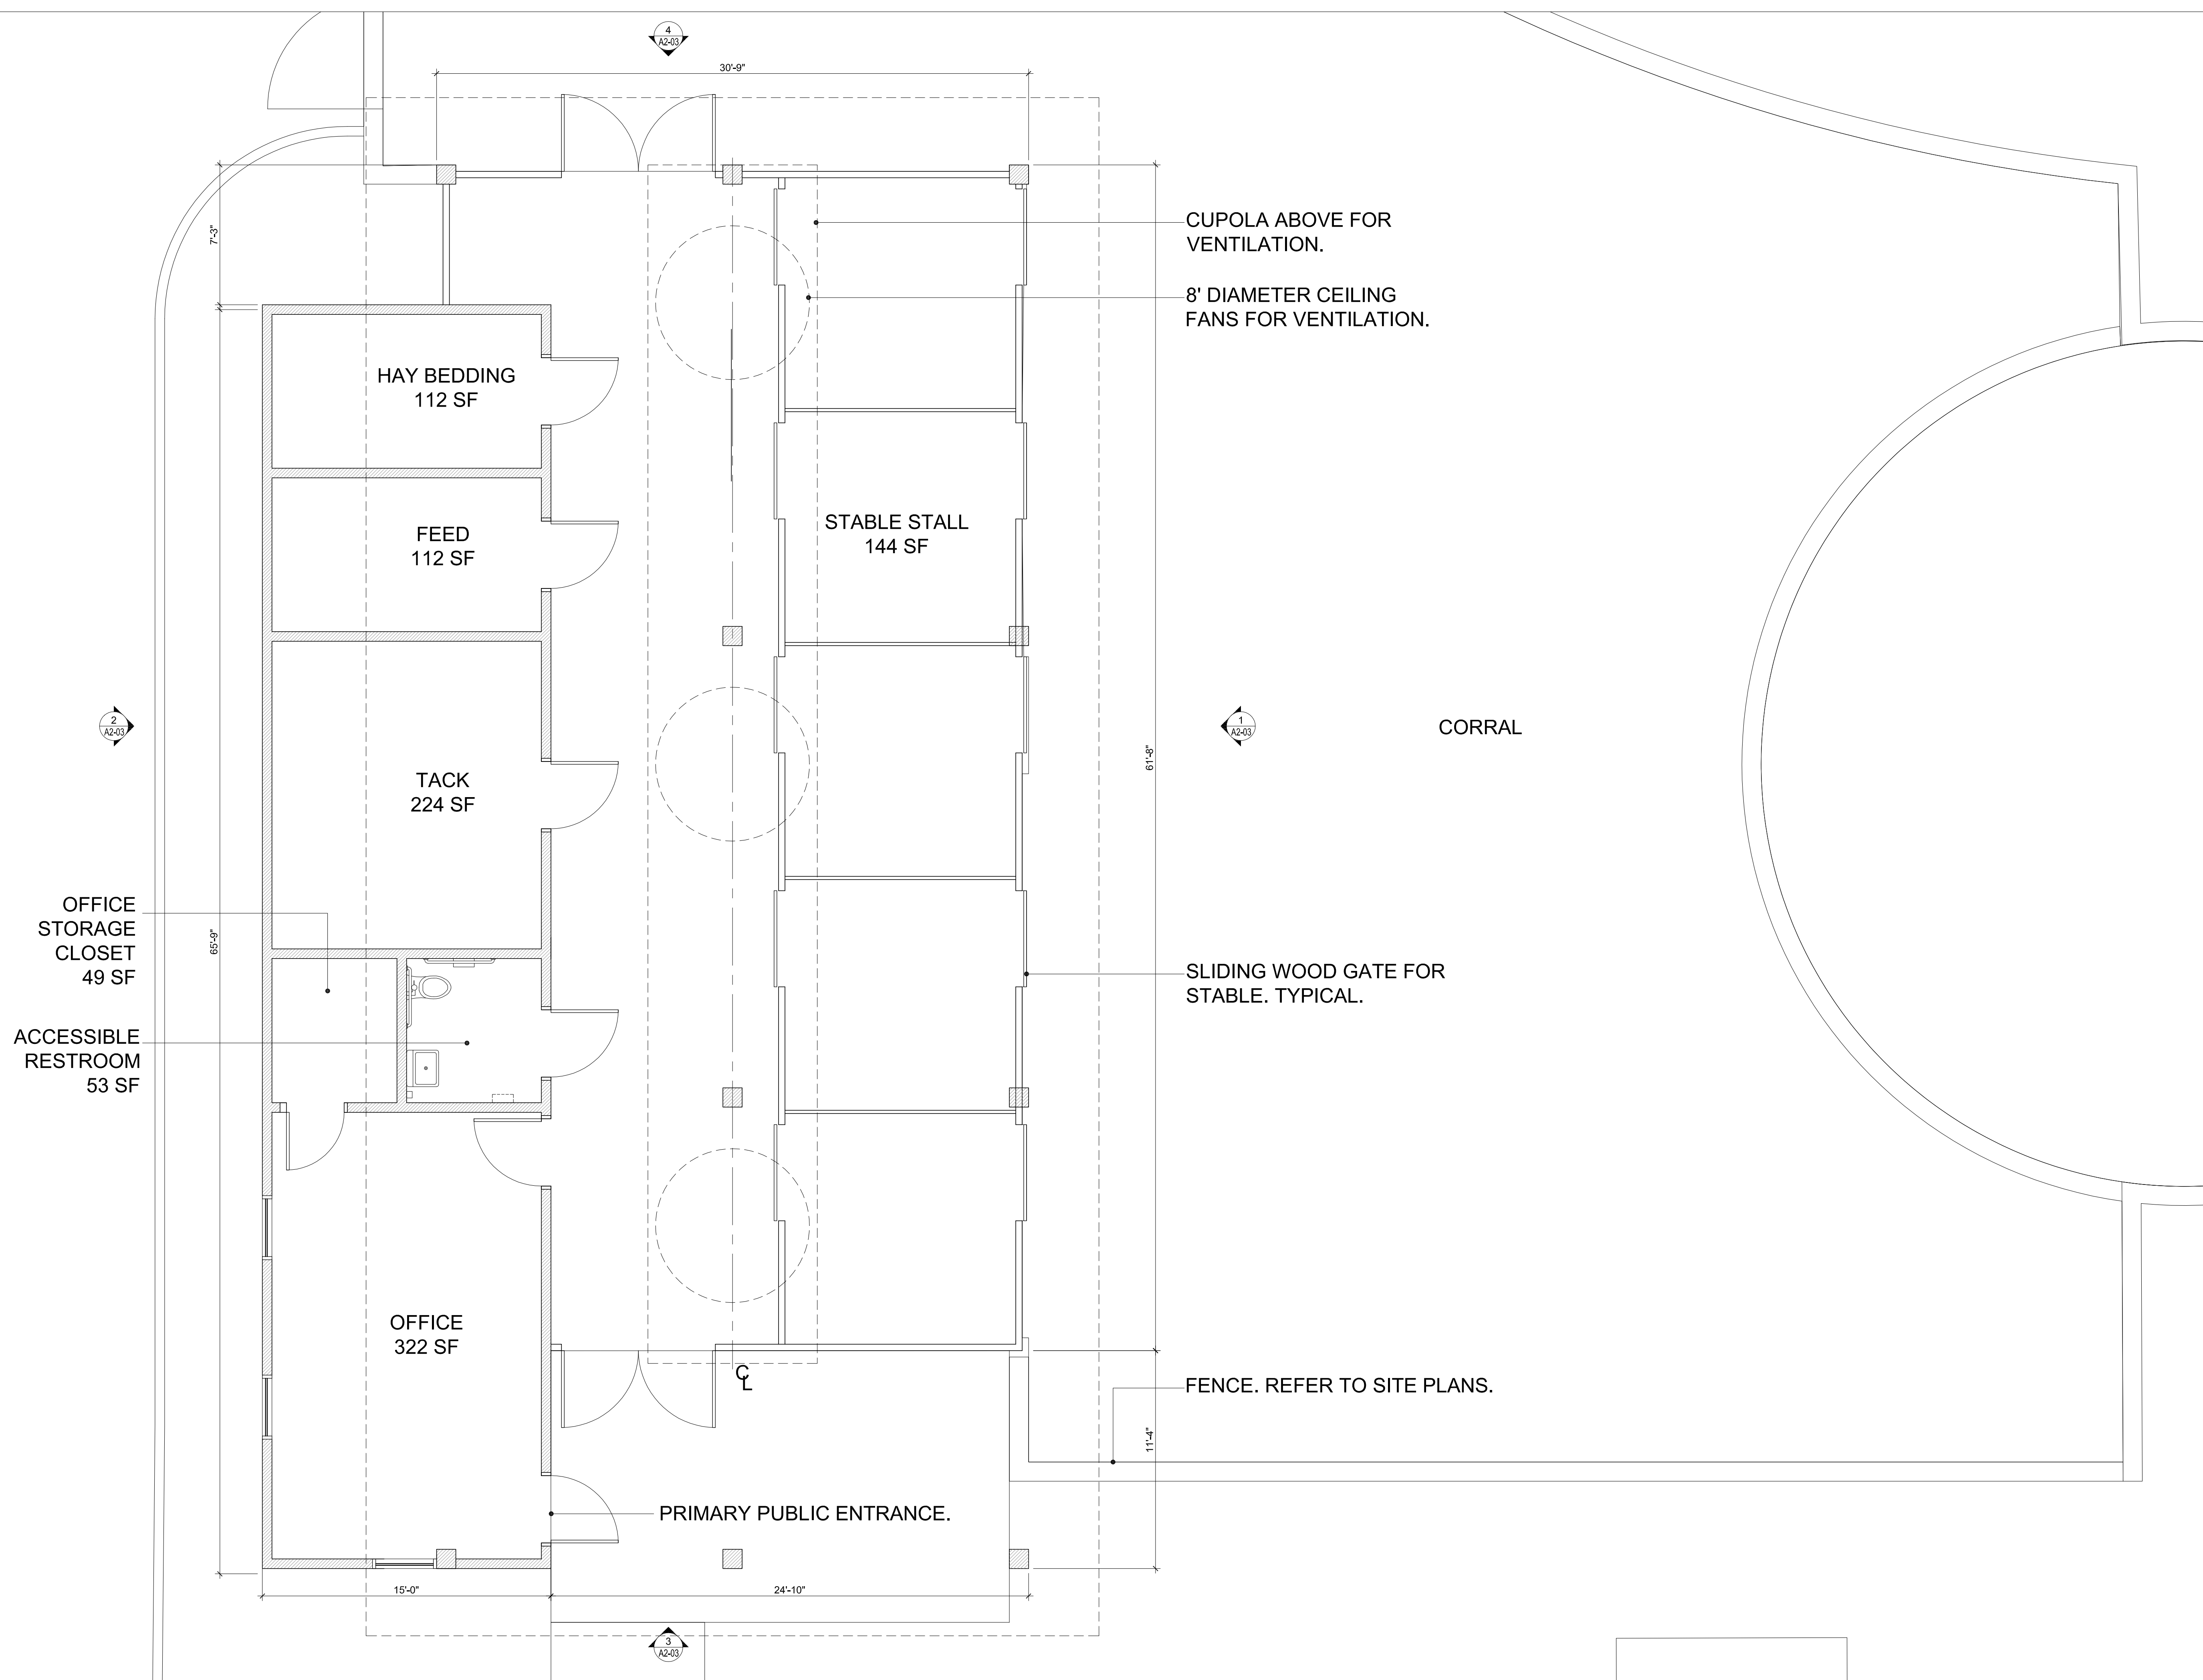 4
A2-03
30'-9"
7'-3"
CUPOLA ABOVE FOR
VENTILATION.
8' DIAMETER CEILING
FANS FOR VENTILATION.
HAY BEDDING
112 SF
FEED
112 SF
STABLE STALL
144 SF
2
A2-03
1
A2-03
CORRAL
61'-8"
TACK
224 SF
OFFICE
STORAGE
CLOSET
49 SF
65'-9"
SLIDING WOOD GATE FOR
STABLE. TYPICAL.
ACCESSIBLE
RESTROOM
53 SF
OFFICE
322 SF
CL
FENCE. REFER TO SITE PLANS.
11'-4"
PRIMARY PUBLIC ENTRANCE.
15'-0"
24'-10"
3
A2-03